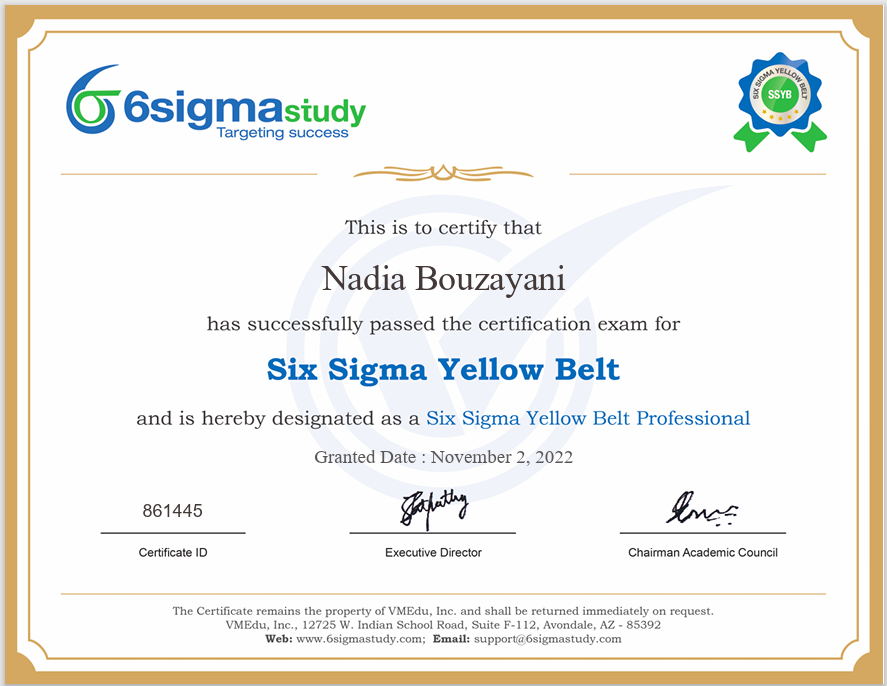 6sigmastudy
Targeting success
SIX SIGMA YELLOW BELT
SSYB
This is to certify that
Nadia Bouzayani
has successfully passed the certification exam for
Six Sigma Yellow Belt
and is hereby designated as a Six Sigma Yellow Belt Professional
Granted Date : November 2, 2022
861445
Certificate ID
Executive Director
Chairman Academic Council
The Certificate remains the property of VMEdu, Inc. and shall be returned immediately on request.
VMEdu, Inc., 12725 W. Indian School Road, Suite F-112, Avondale, AZ - 85392
Web: www.6sigmastudy.com; Email: support@6sigmastudy.com